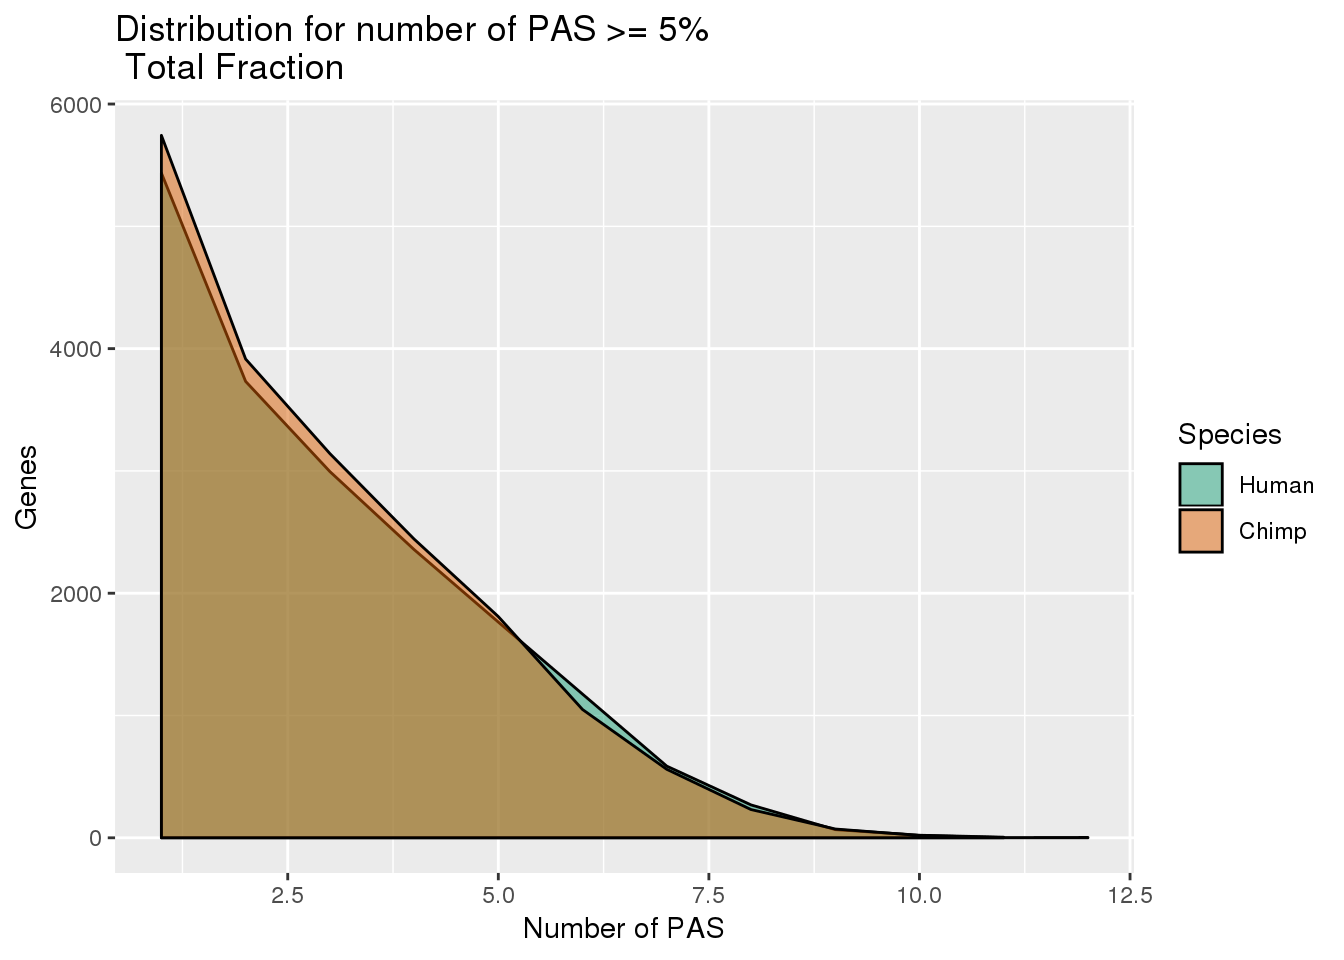 Distribution for number of PAS >= 5%
Total Fraction
6000
4000
2000
0
Genes
2.5
5.0
7.5
10.0
12.5
Number of PAS
Species
Human
Chimp